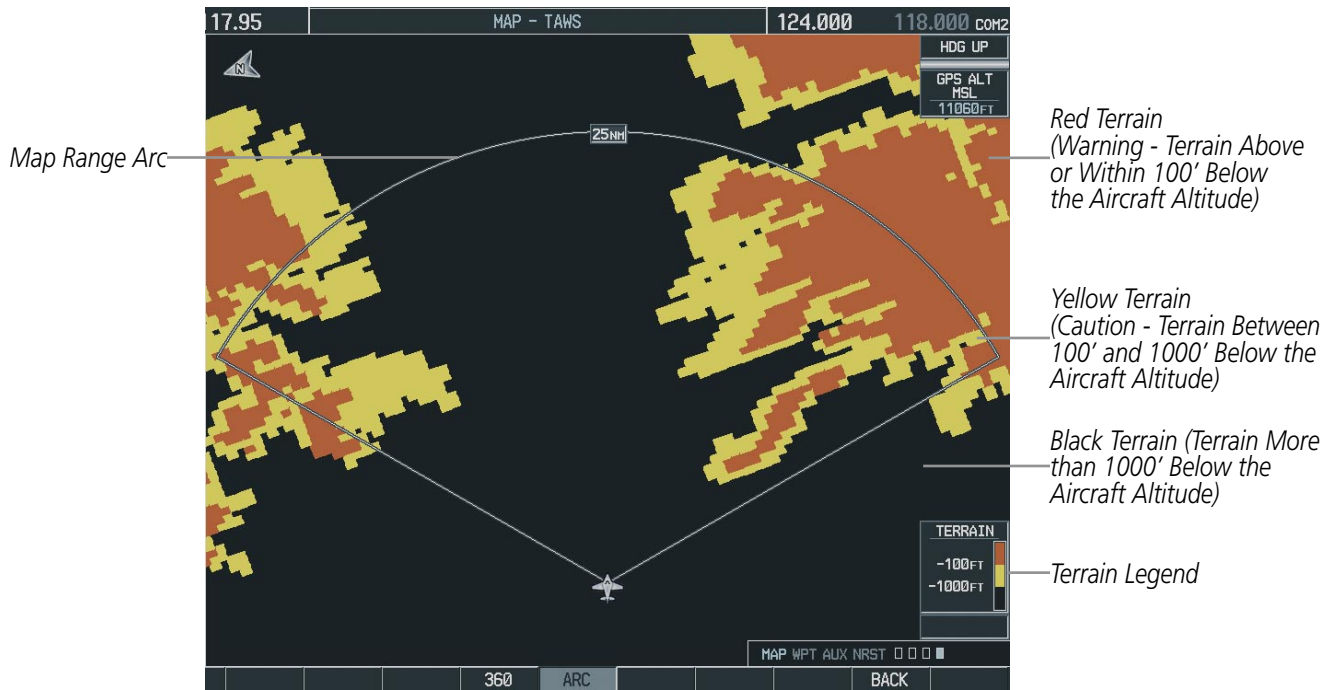 17.95
MAP – TAWS
124.000
118.000 COM2
HDG UP
N
GPS ALT
MSL
11060FT
25NM
Map Range Arc
Red Terrain
(Warning - Terrain Above
or Within 100' Below
the Aircraft Altitude)
Yellow Terrain
(Caution - Terrain Between
100' and 1000' Below the
Aircraft Altitude)
Black Terrain (Terrain More
than 1000' Below the
Aircraft Altitude)
TERRAIN
-100FT
-1000FT
Terrain Legend
MAP WPT AUX NRST
360
ARC
BACK